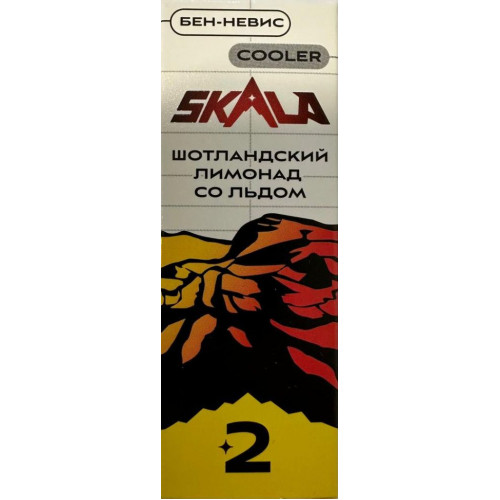 БЕН-НЕВИС
COOLER
SKALA
ШОТЛАНДСКИЙ
ЛИМОНАД
СО ЛЬДОМ
2